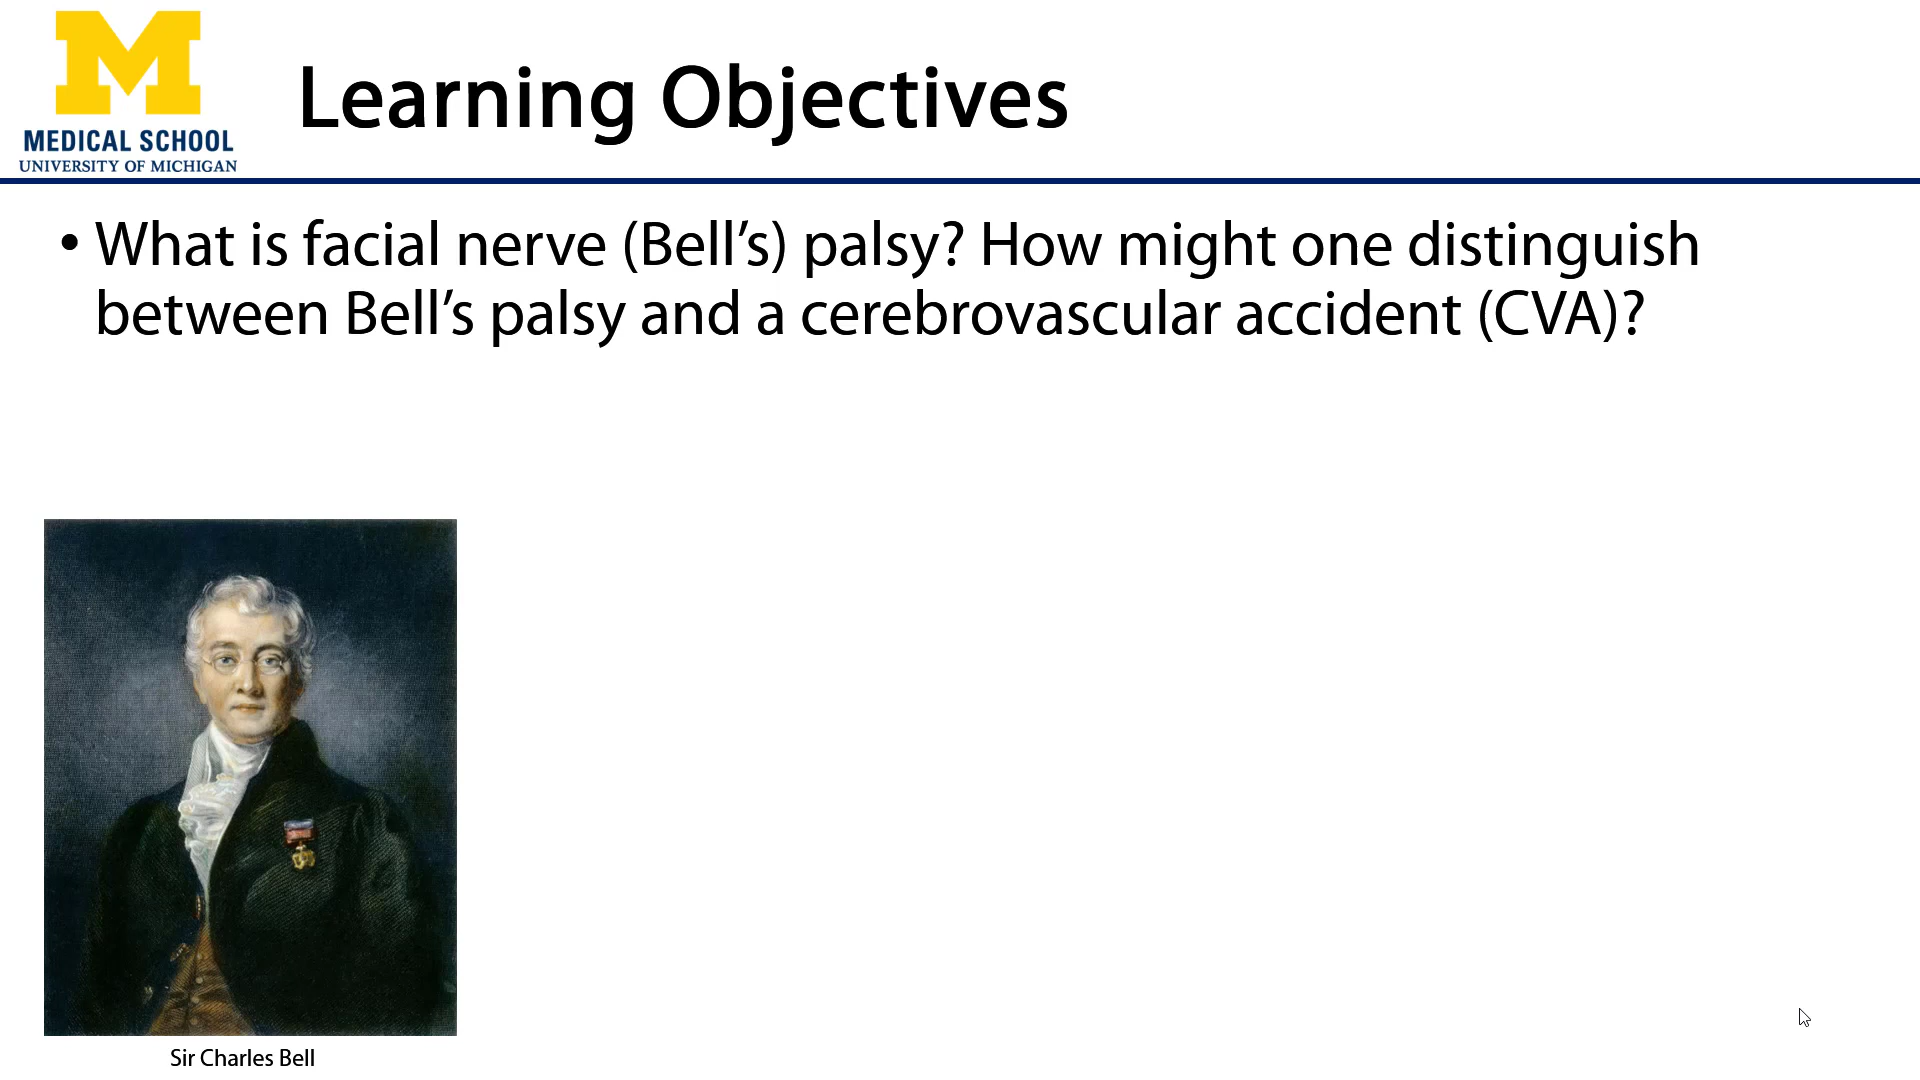 M
MEDICAL SCHOOL
UNIVERSITY OF MICHIGAN
Learning Objectives
• What is facial nerve (Bell’s) palsy? How might one distinguish
between Bell’s palsy and a cerebrovascular accident (CVA)?
Sir Charles Bell